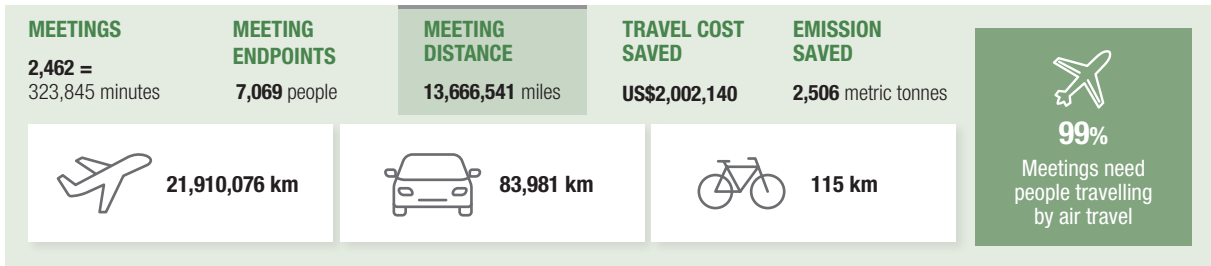 MEETINGS
2,462 =
323,845 minutes
MEETING
ENDPOINTS
7,069 people
MEETING
DISTANCE
13,666,541 miles
TRAVEL COST
SAVED
US$2,002,140
EMISSION
SAVED
2,506 metric tonnes
21,910,076 km
83,981 km
115 km
99%
Meetings need
people travelling
by air travel